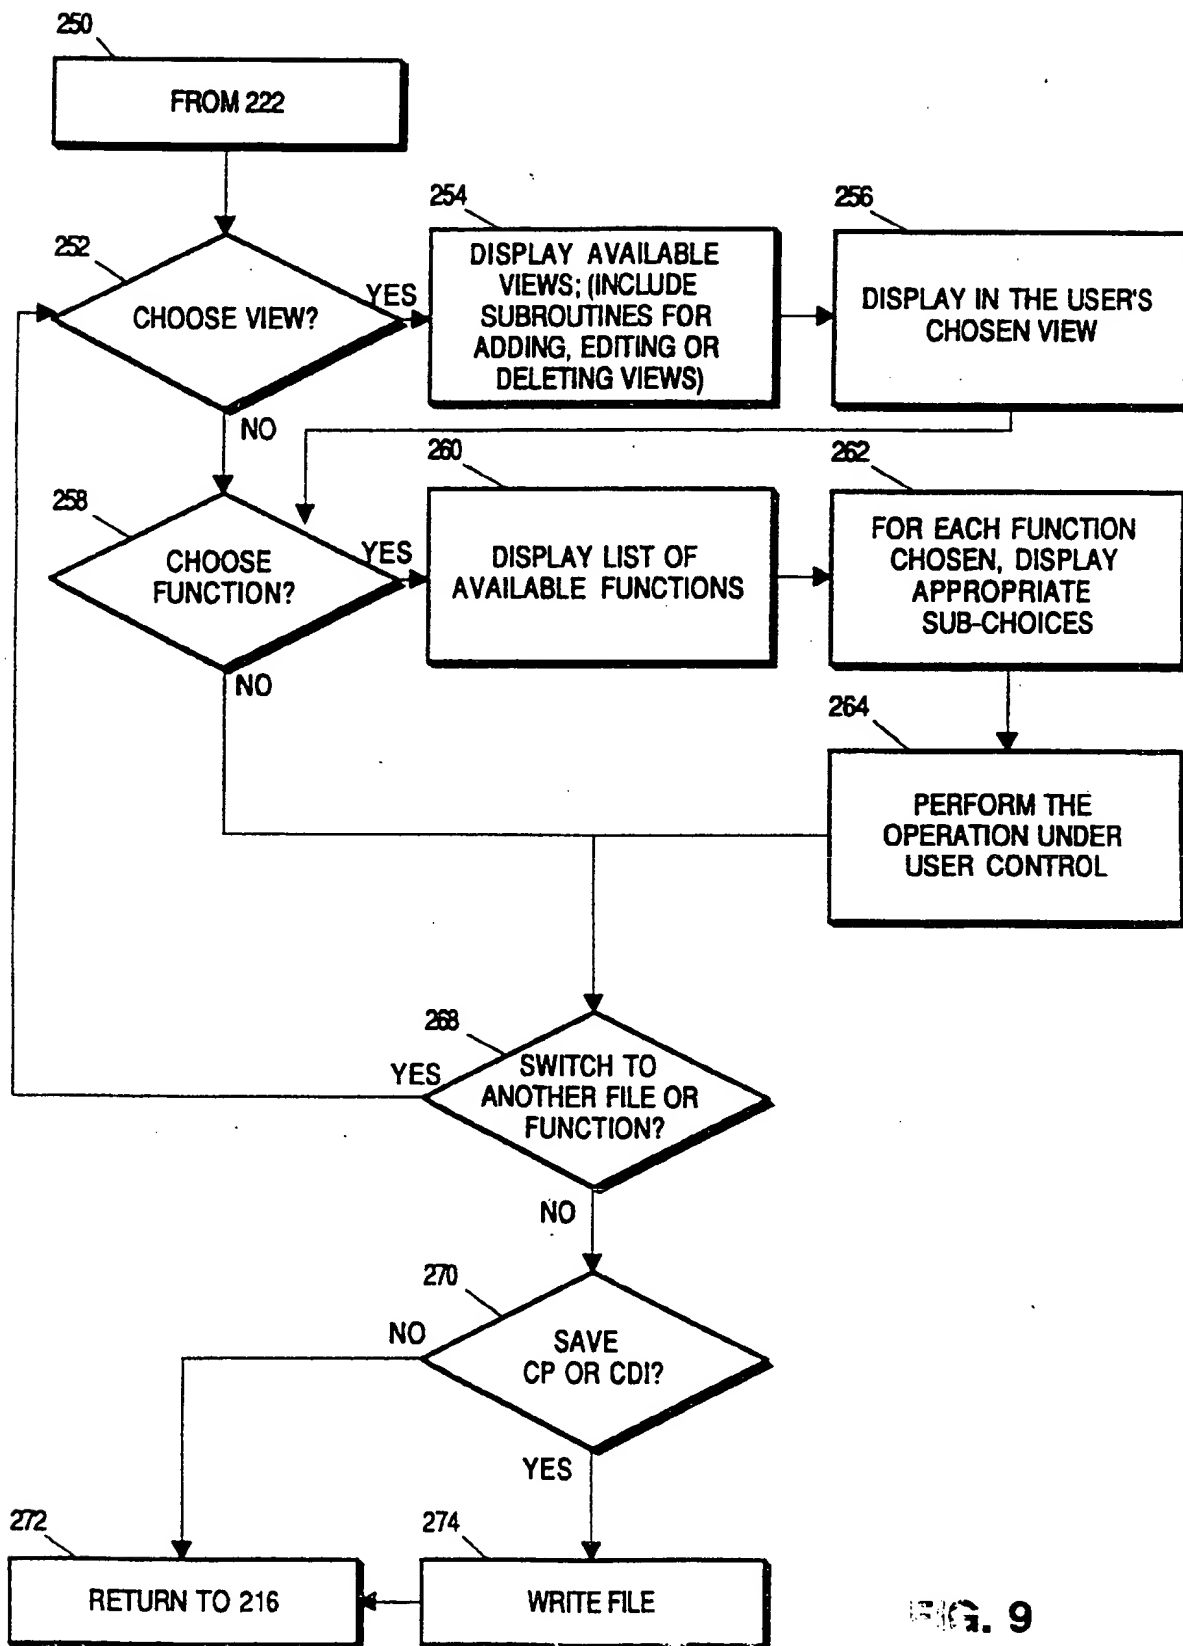 250
FROM 222
252
CHOOSE VIEW?
YES
NO
254
DISPLAY AVAILABLE
VIEWS; (INCLUDE
SUBROUTINES FOR
ADDING, EDITING OR
DELETING VIEWS)
256
DISPLAY IN THE USER'S
CHOSEN VIEW
258
CHOOSE
FUNCTION?
YES
NO
260
DISPLAY LIST OF
AVAILABLE FUNCTIONS
262
FOR EACH FUNCTION
CHOSEN, DISPLAY
APPROPRIATE
SUB-CHOICES
264
PERFORM THE
OPERATION UNDER
USER CONTROL
268
SWITCH TO
ANOTHER FILE OR
FUNCTION?
YES
NO
270
SAVE
CP OR CDI?
NO
YES
272
RETURN TO 216
274
WRITE FILE
FIG. 9